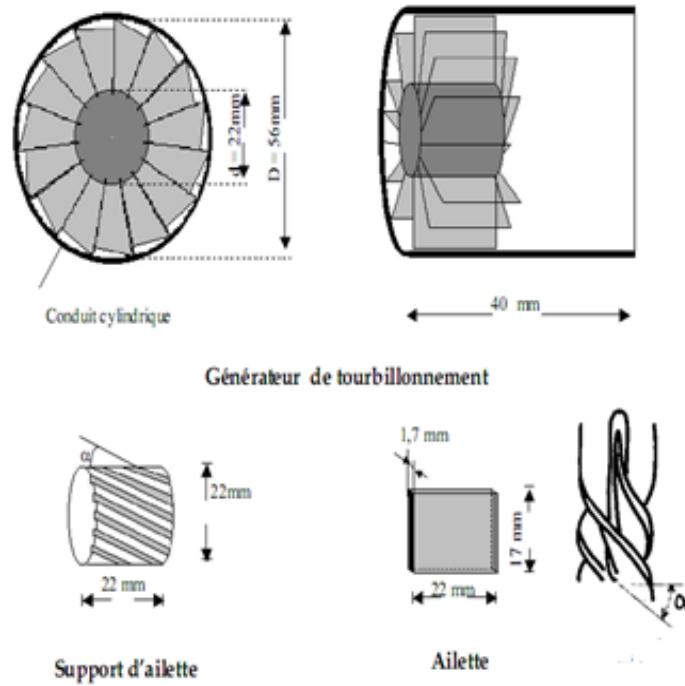 d = 22mm
D = 56mm
Conduit cylindrique
40 mm
Générateur de tourbillonnement
α
22mm
22 mm
Support d'ailette
1,7 mm
17 mm
22 mm
Ailette
α